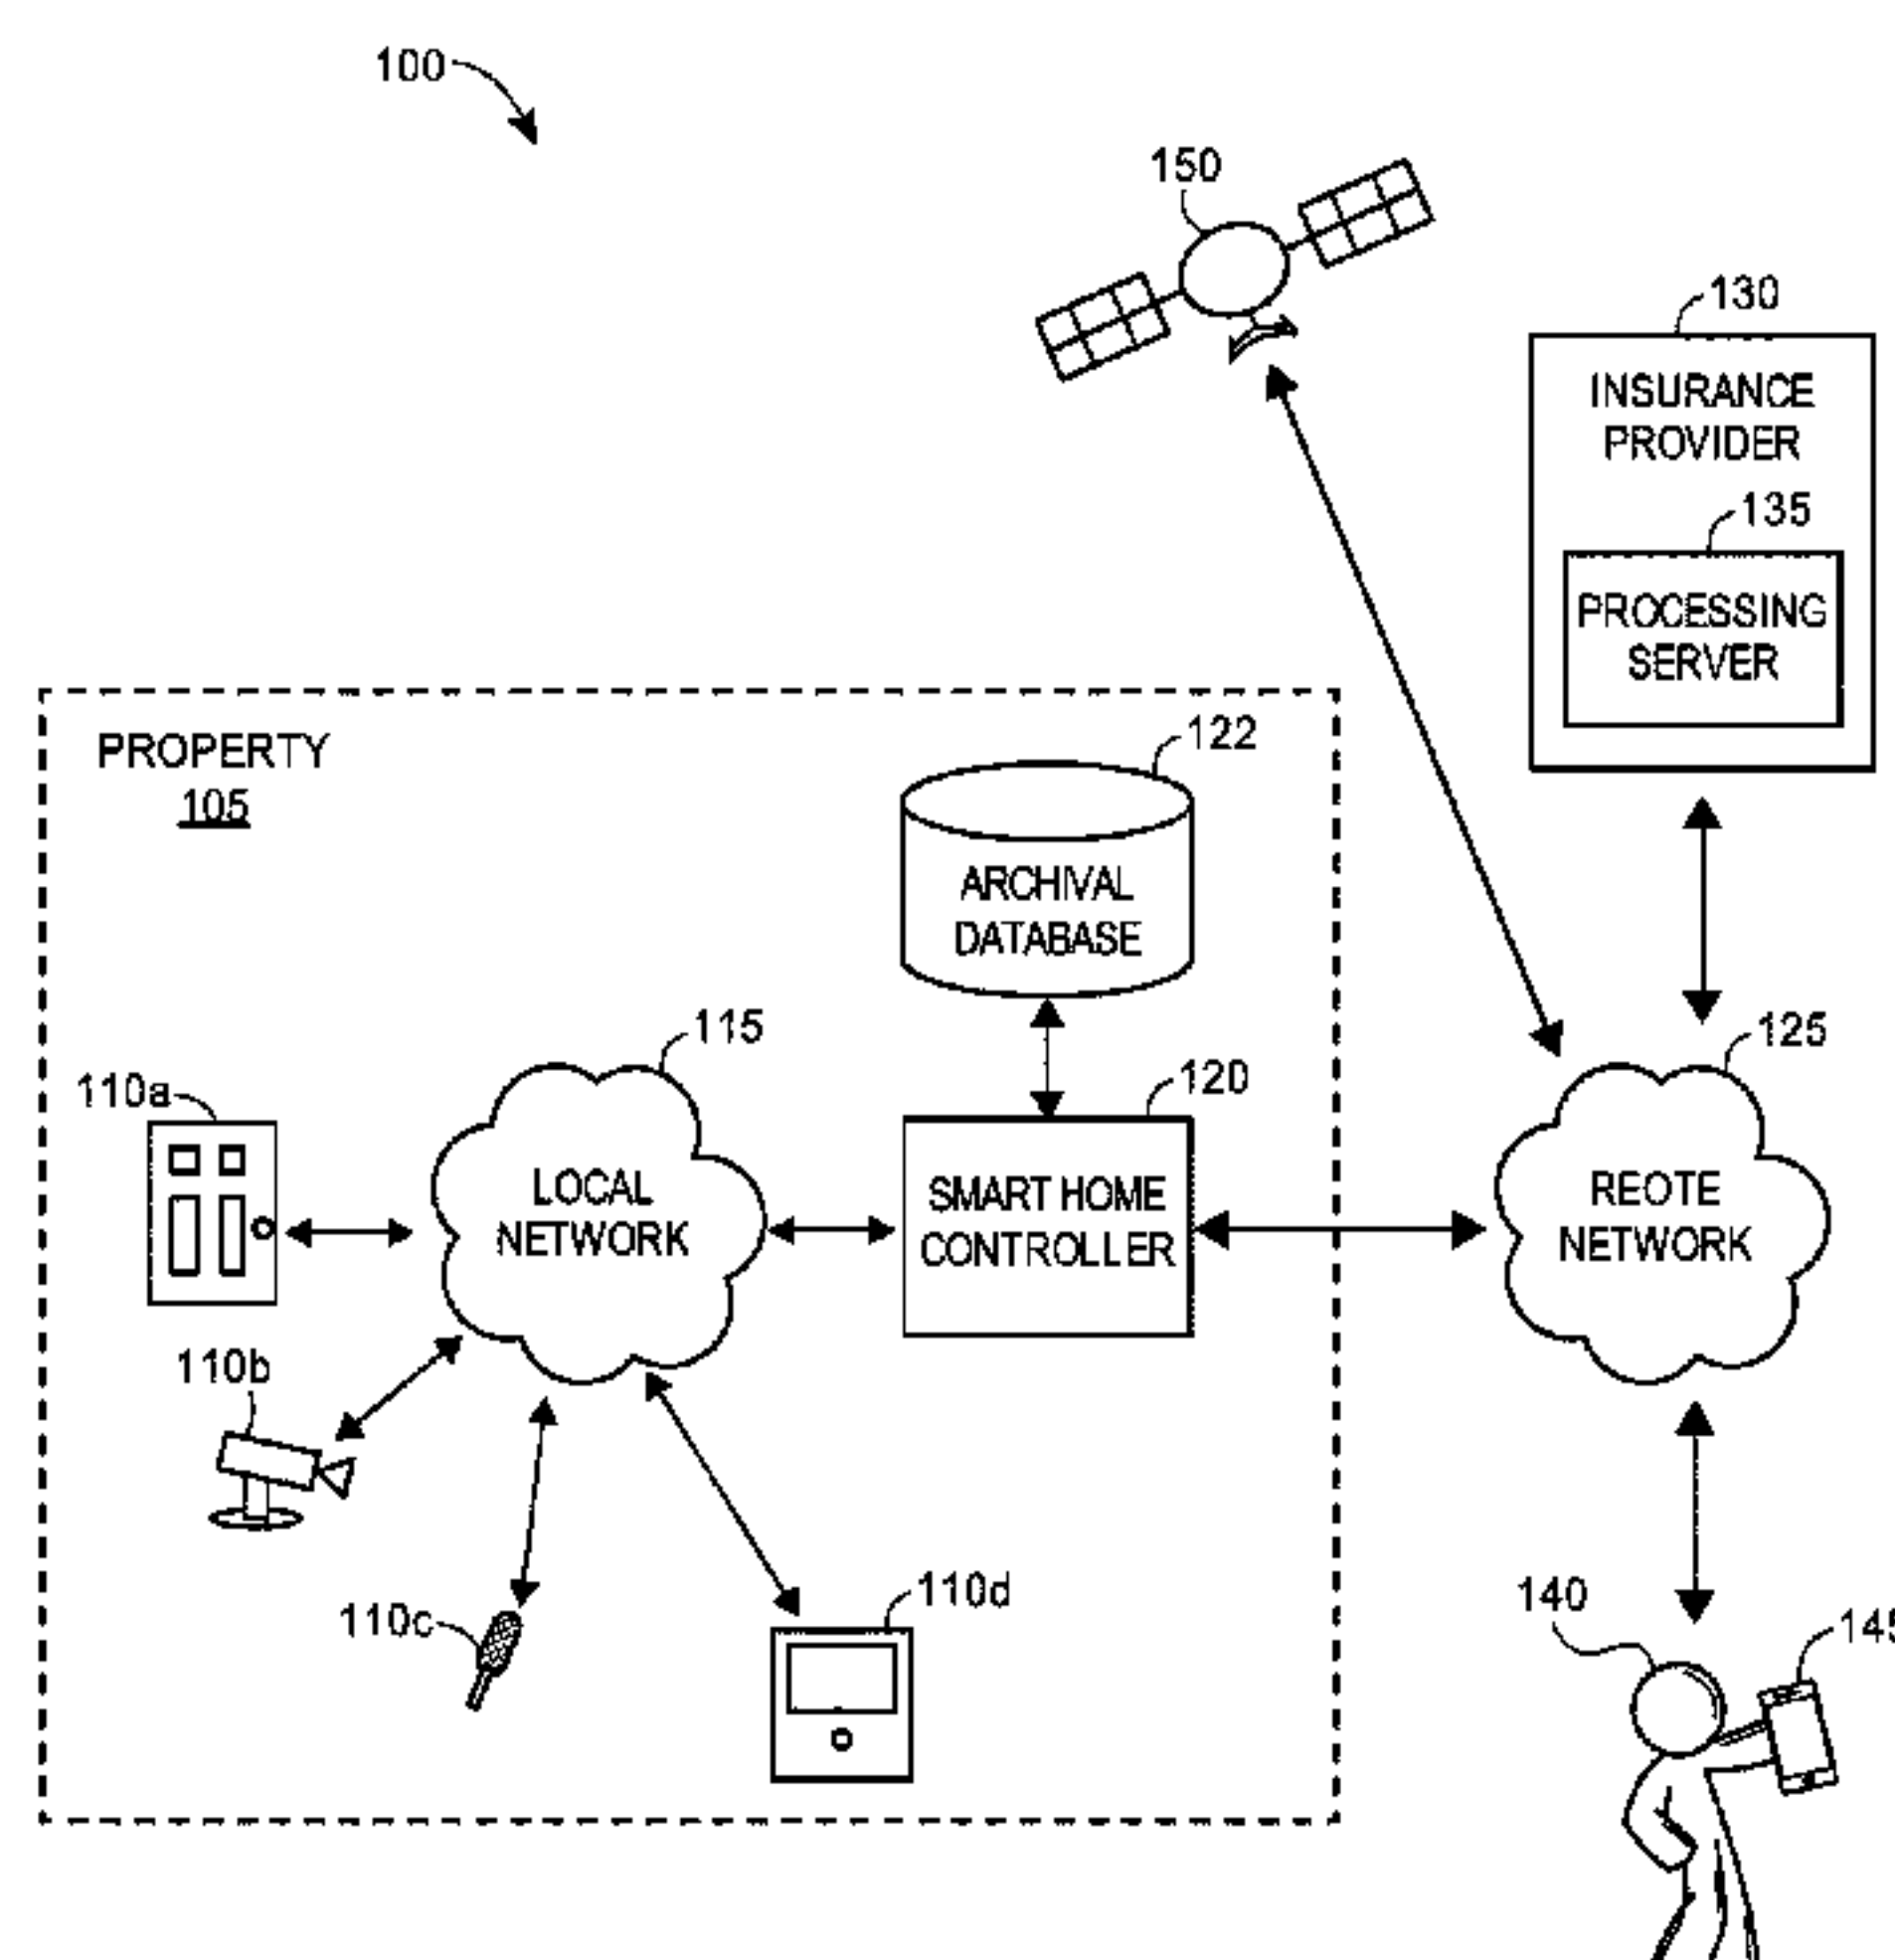 100
150
130
INSURANCE
PROVIDER
135
PROCESSING
SERVER
PROPERTY
105
122
ARCHIVAL
DATABASE
115
125
110a
120
LOCAL
NETWORK
SMART HOME
CONTROLLER
REOTE
NETWORK
110b
110c
110d
140
145